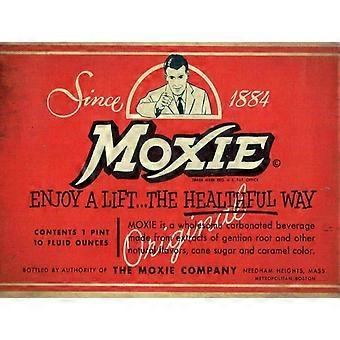 Since 1884
MOXIE ©
TRADE MARK REG. U.S. PAT. OFFICE
ENJOY A LIFT..THE HEALTHFUL WAY
Original
CONTENTS 1 PINT
10 FLUID OUNCES
MOXIE is a wholesome carbonated beverage
made from extracts of gentian root and other
natural flavors, cane sugar and caramel color.
BOTTLED BY AUTHORITY OF THE MOXIE COMPANY NEEDHAM HEIGHTS, MASS.
METROPOLITAN BOSTON